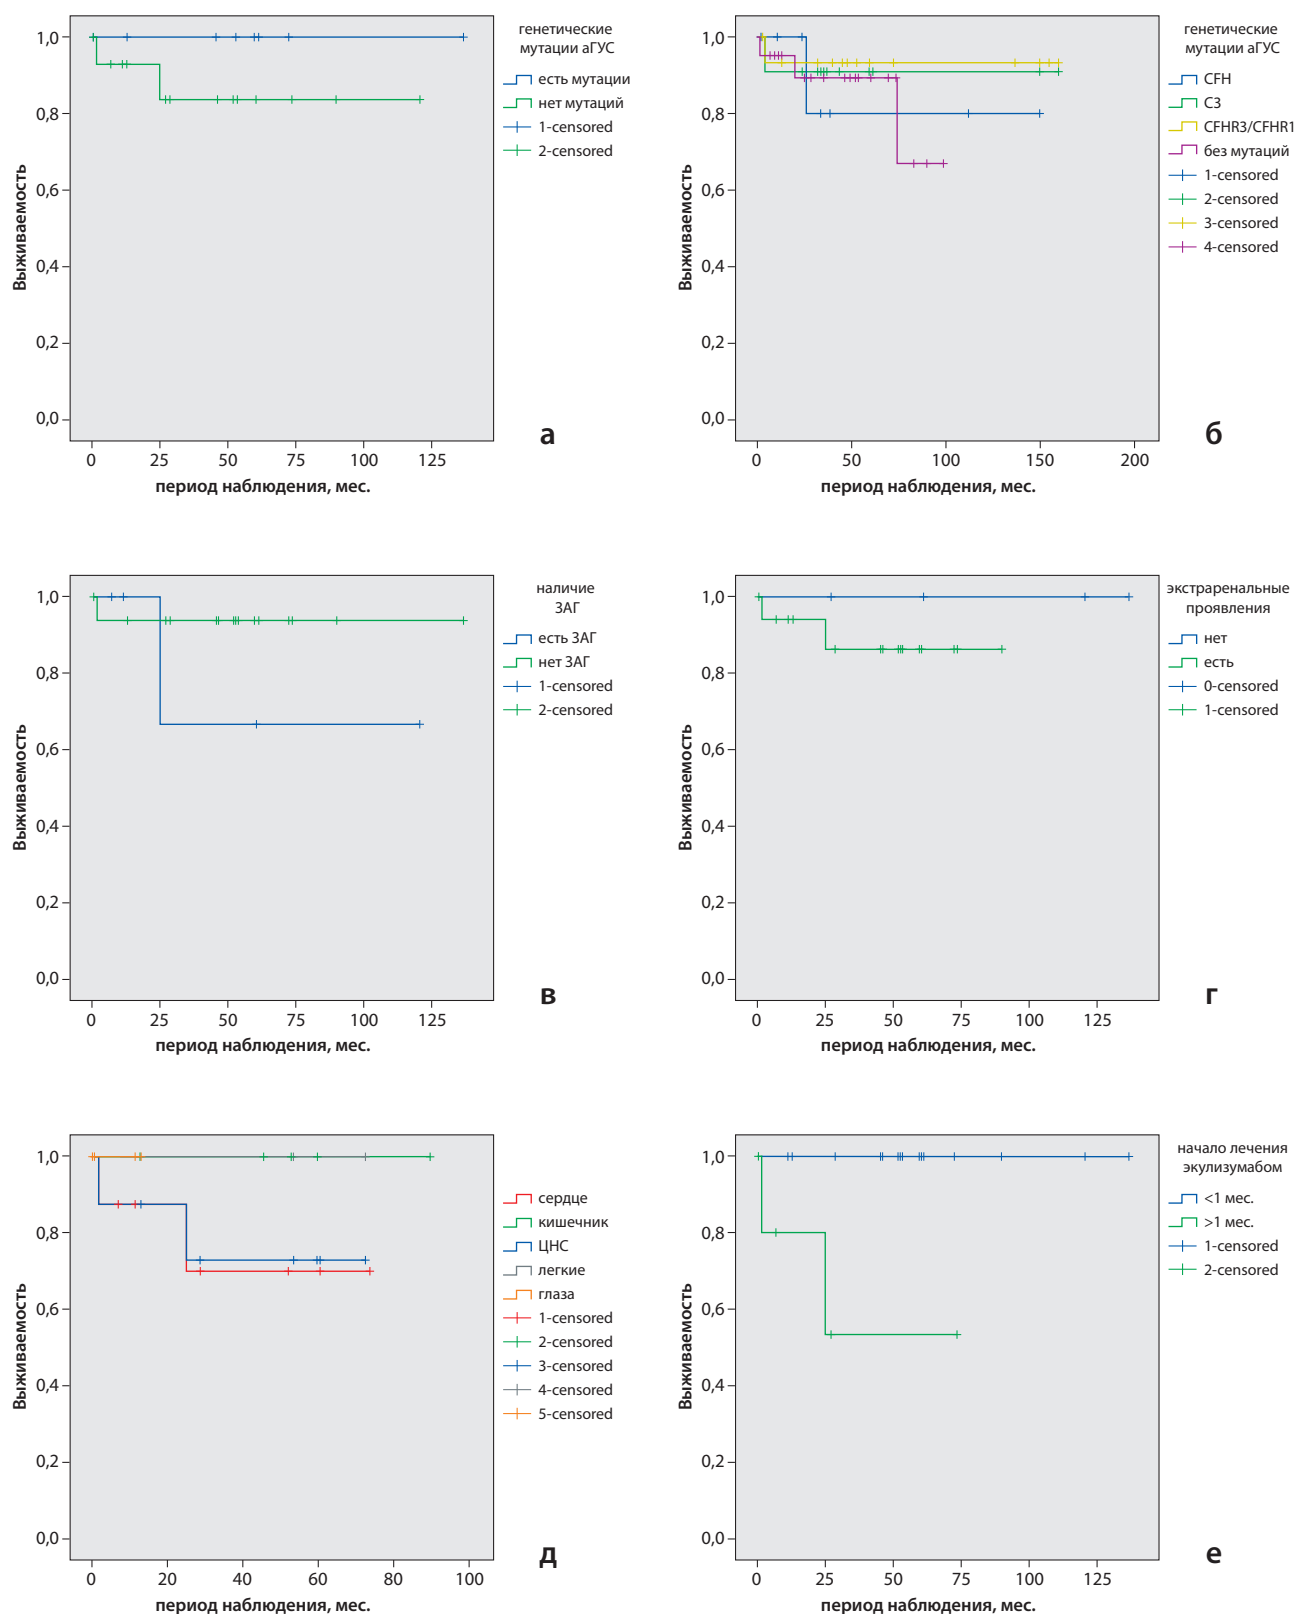 генетические
мутации аГУС
есть мутации
нет мутаций
1-censored
2-censored
1,0
0,8
0,6
0,4
0,2
0,0
Выживаемость
0 25 50 75 100 125
период наблюдения, мес.
а
генетические
мутации аГУС
CFH
C3
CFHR3/CFHR1
без мутаций
1-censored
2-censored
3-censored
4-censored
1,0
0,8
0,6
0,4
0,2
0,0
Выживаемость
0 50 100 150 200
период наблюдения, мес.
б
наличие
ЗАГ
есть ЗАГ
нет ЗАГ
1-censored
2-censored
1,0
0,8
0,6
0,4
0,2
0,0
Выживаемость
0 25 50 75 100 125
период наблюдения, мес.
в
экстраренальные
проявления
нет
есть
0-censored
1-censored
1,0
0,8
0,6
0,4
0,2
0,0
Выживаемость
0 25 50 75 100 125
период наблюдения, мес.
г
сердце
кишечник
ЦНС
легкие
глаза
1-censored
2-censored
3-censored
4-censored
5-censored
1,0
0,8
0,6
0,4
0,2
0,0
Выживаемость
0 20 40 60 80 100
период наблюдения, мес.
д
начало лечения
экулизумабом
<1 мес.
>1 мес.
1-censored
2-censored
1,0
0,8
0,6
0,4
0,2
0,0
Выживаемость
0 25 50 75 100 125
период наблюдения, мес.
е